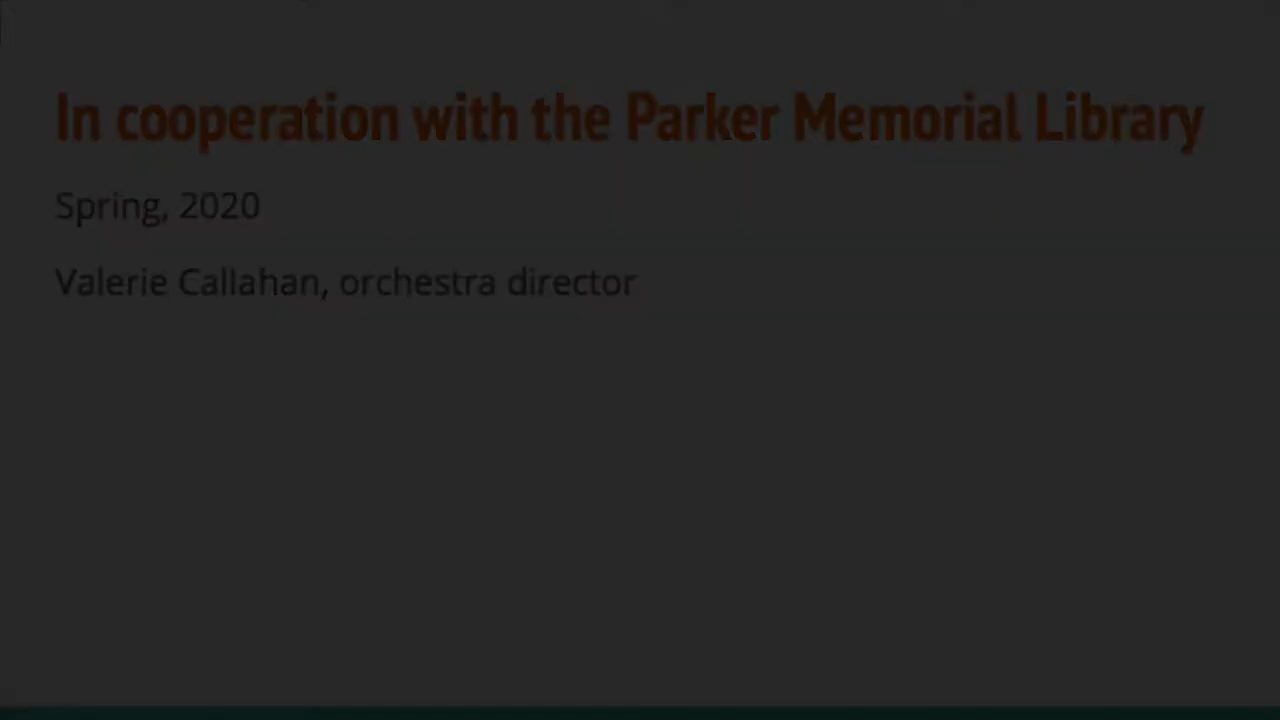 In cooperation with the Parker Memorial Library
Spring, 2020
Valerie Callahan, orchestra director